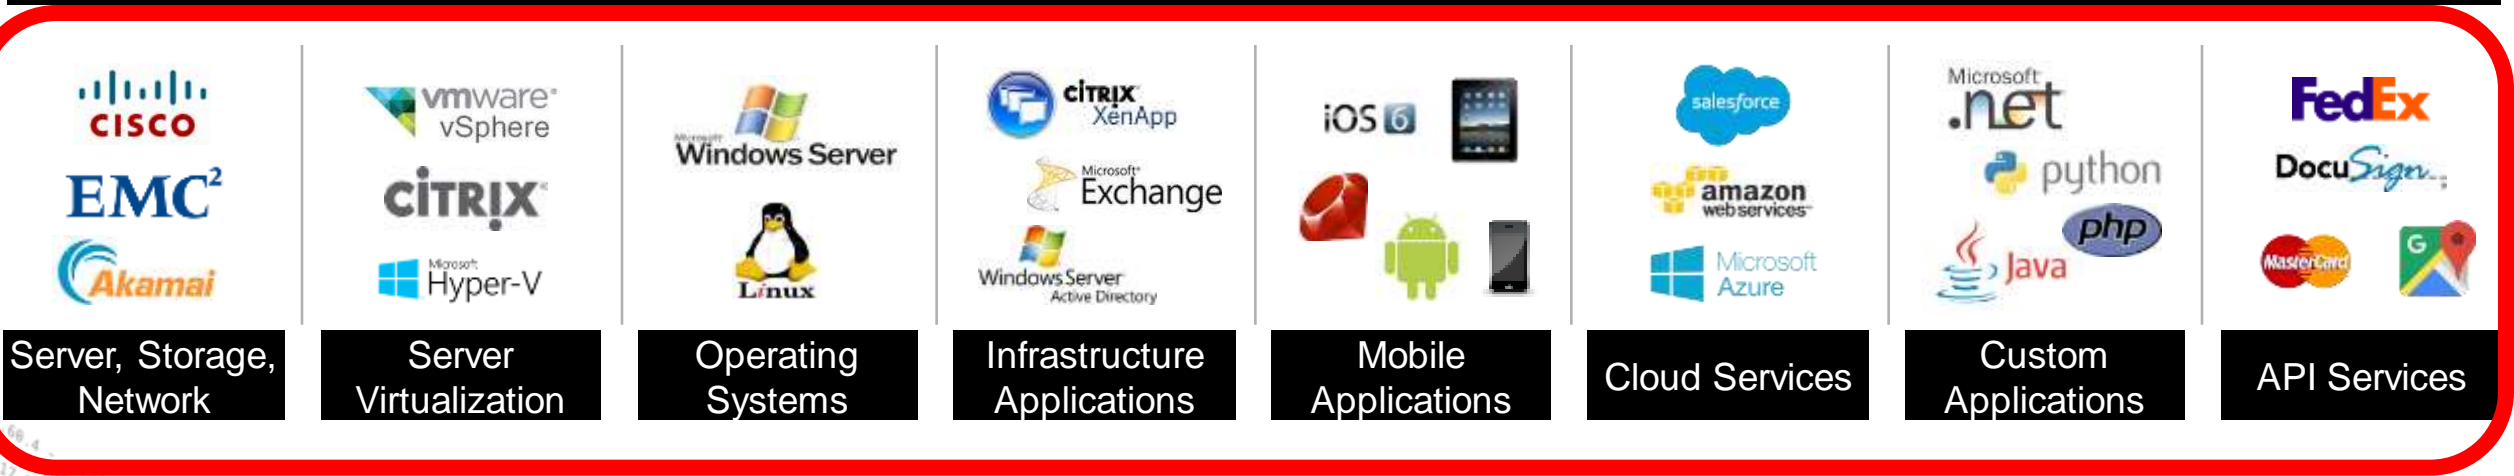 CISCO
EMC²
Akamai
Server, Storage,
Network
vmware®
vSphere
CITRIX®
Microsoft
Hyper-V
Server
Virtualization
Microsoft
Windows Server
Linux
Operating
Systems
CITRIX
XenApp
Microsoft®
Exchange
Windows Server
Active Directory
Infrastructure
Applications
iOS 6
Mobile
Applications
salesforce
amazon
webservices™
Microsoft
Azure
Cloud Services
Microsoft
.net
python
php
Java
Custom
Applications
FedEx
DocuSign
MasterCard
G
API Services